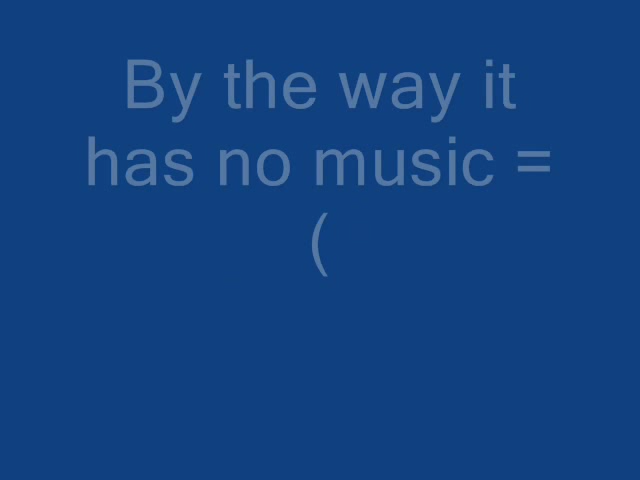 By the way it
has no music =
(